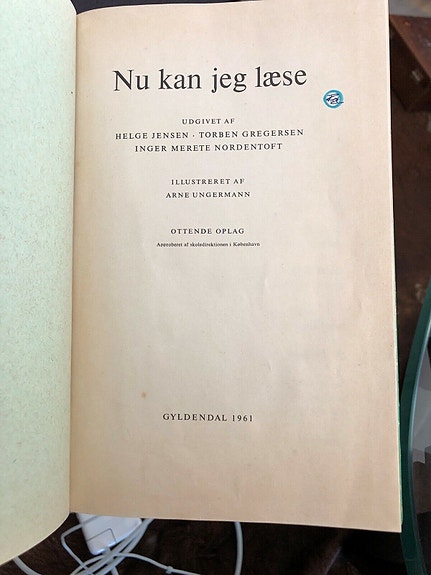 Nu kan jeg læse
UDGIVET AF
HELGE JENSEN · TORBEN GREGERSEN
INGER MERETE NORDENTOFT
ILLUSTRERET AF
ARNE UNGERMANN
OTTENDE OPLAG
Approberet af skoledirektionen i København
GYLDENDAL 1961